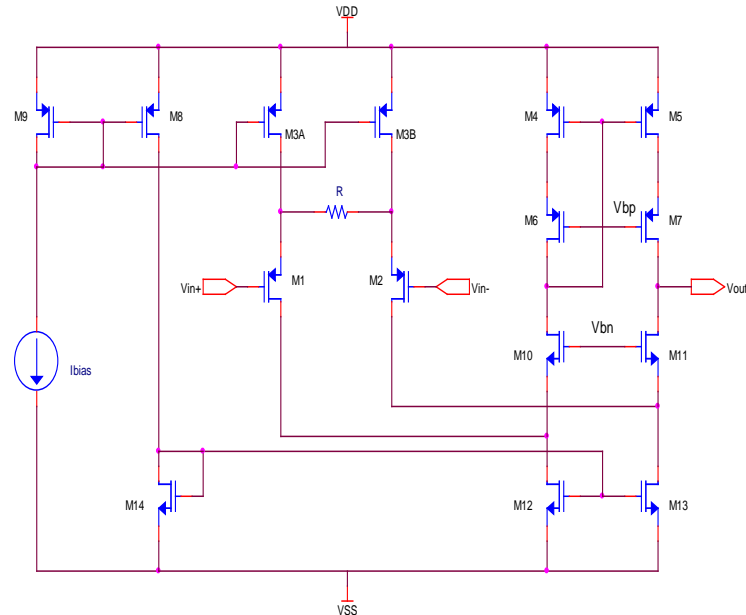 VDD
M9
M8
M3A
M3B
M4
M5
R
M6
Vbp
M7
Vin+
M1
M2
Vin-
Vout
Vbn
M10
M11
Ibias
M14
M12
M13
VSS